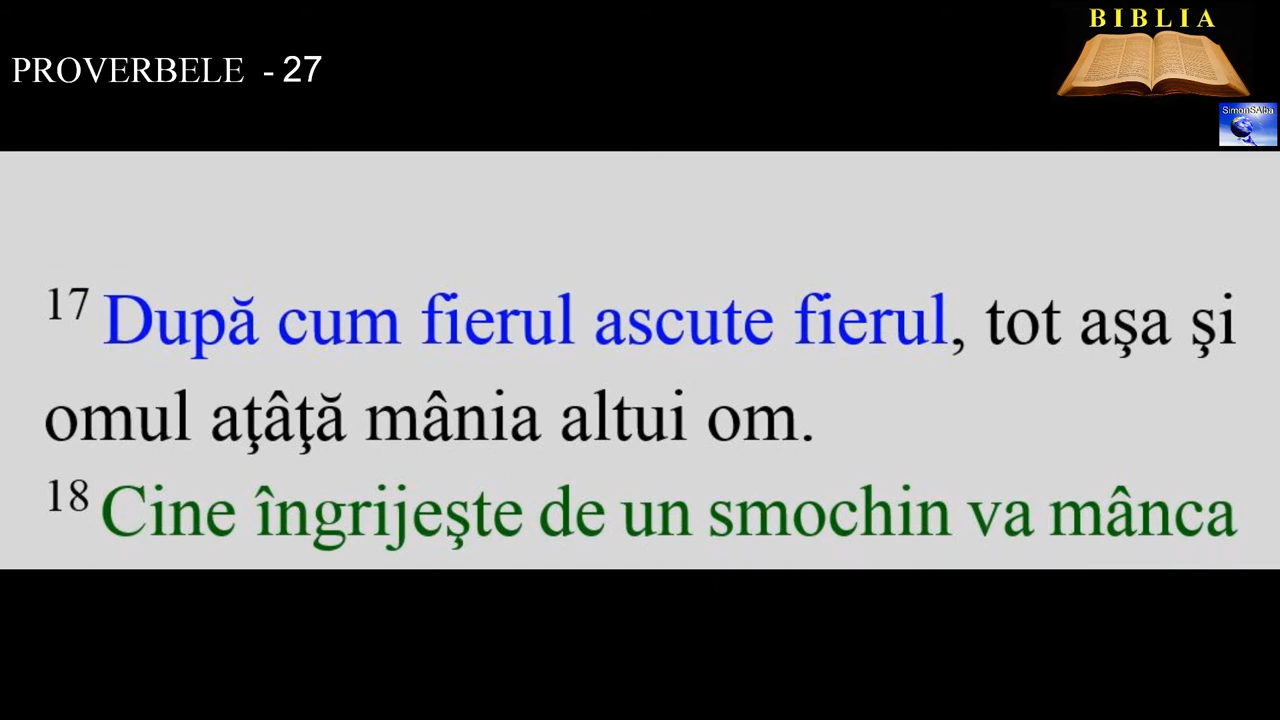 BIBLIA
PROVERBELE - 27
SimonSAlba
17 După cum fierul ascute fierul, tot aşa şi
omul aţâţă mânia altui om.
18 Cine îngrijeşte de un smochin va mânca